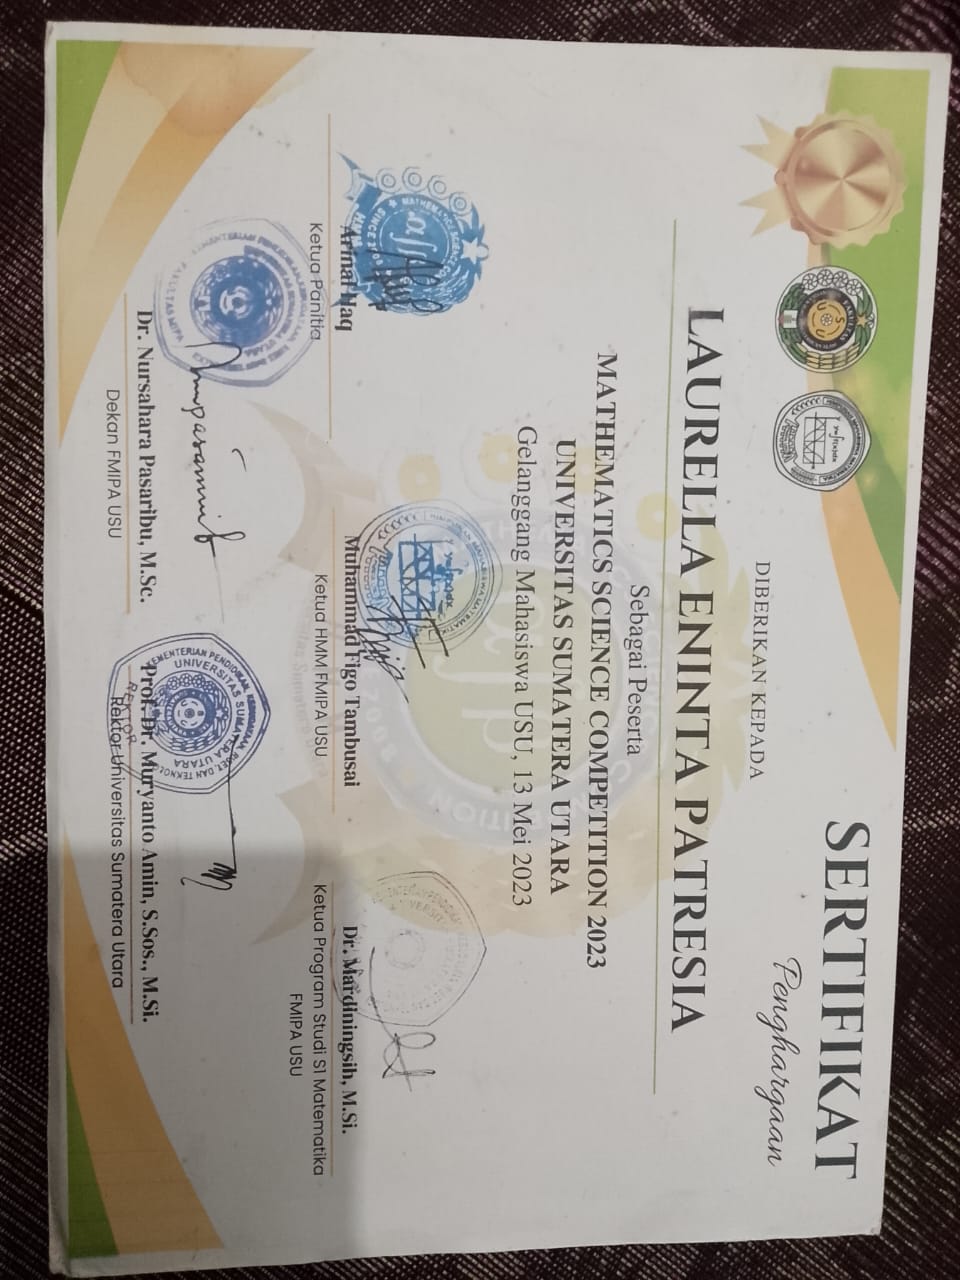 SERTIFIKAT
Penghargaan
DIBERIKAN KEPADA
LAURELLA ENINTA PATRESIA
Sebagai Peserta
MATHEMATICS SCIENCE COMPETITION 2023
UNIVERSITAS SUMATERA UTARA
Gelanggang Mahasiswa USU, 13 Mei 2023
Arinal Haq
Ketua Panitia
Muhammad Figo Tambusai
Ketua HMM FMIPA USU
Dr. Mardiningsih, M.Si.
Ketua Program Studi S1 Matematika
FMIPA USU
Dr. Nursahara Pasaribu, M.Sc.
Dekan FMIPA USU
KEMENTERIAN PENDIDIKAN, KEBUDAYAAN, RISET, DAN TEKNOLOGI
UNIVERSITAS SUMATERA UTARA
REKTOR
Prof. Dr. Muryanto Amin, S.Sos., M.Si.
Rektor Universitas Sumatera Utara